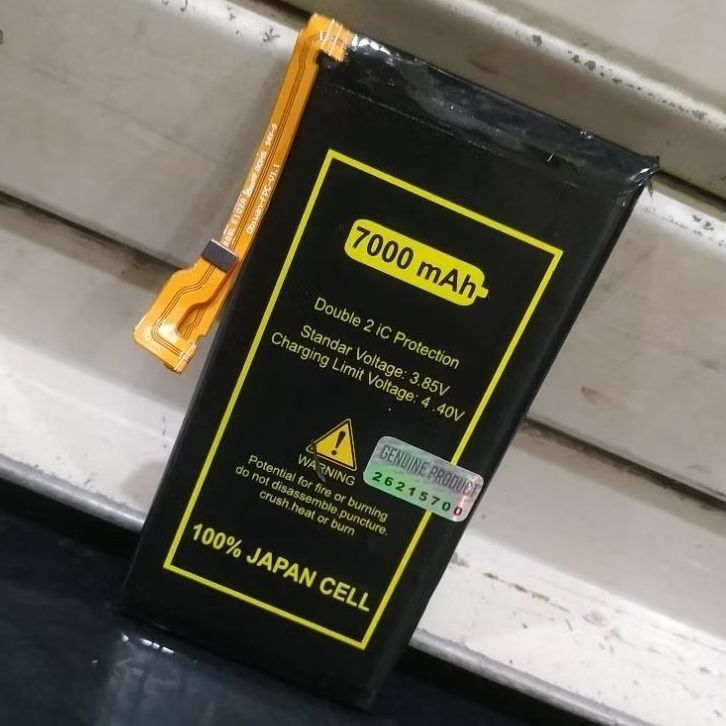 7000 mAh
Double 2 IC Protection
Standar Voltage: 3.85V
Charging Limit Voltage: 4.40V
WARNING
Potential for fire or burning
do not disassemble,puncture,
crush,heat or burn
GENUINE PRODUCT
26215700
100% JAPAN CELL